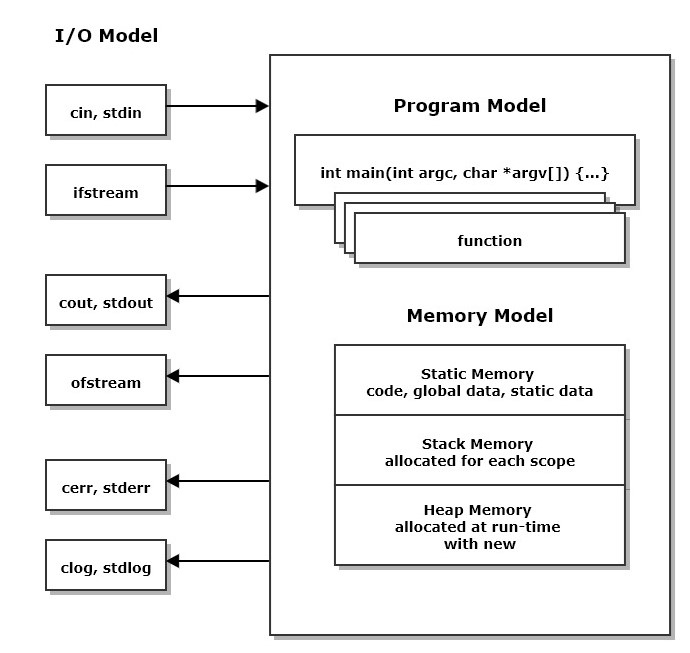 I/O Model
cin, stdin
ifstream
cout, stdout
ofstream
cerr, stderr
clog, stdlog
Program Model
int main(int argc, char *argv[]) {...}
function
Memory Model
Static Memory
code, global data, static data
Stack Memory
allocated for each scope
Heap Memory
allocated at run-time
with new